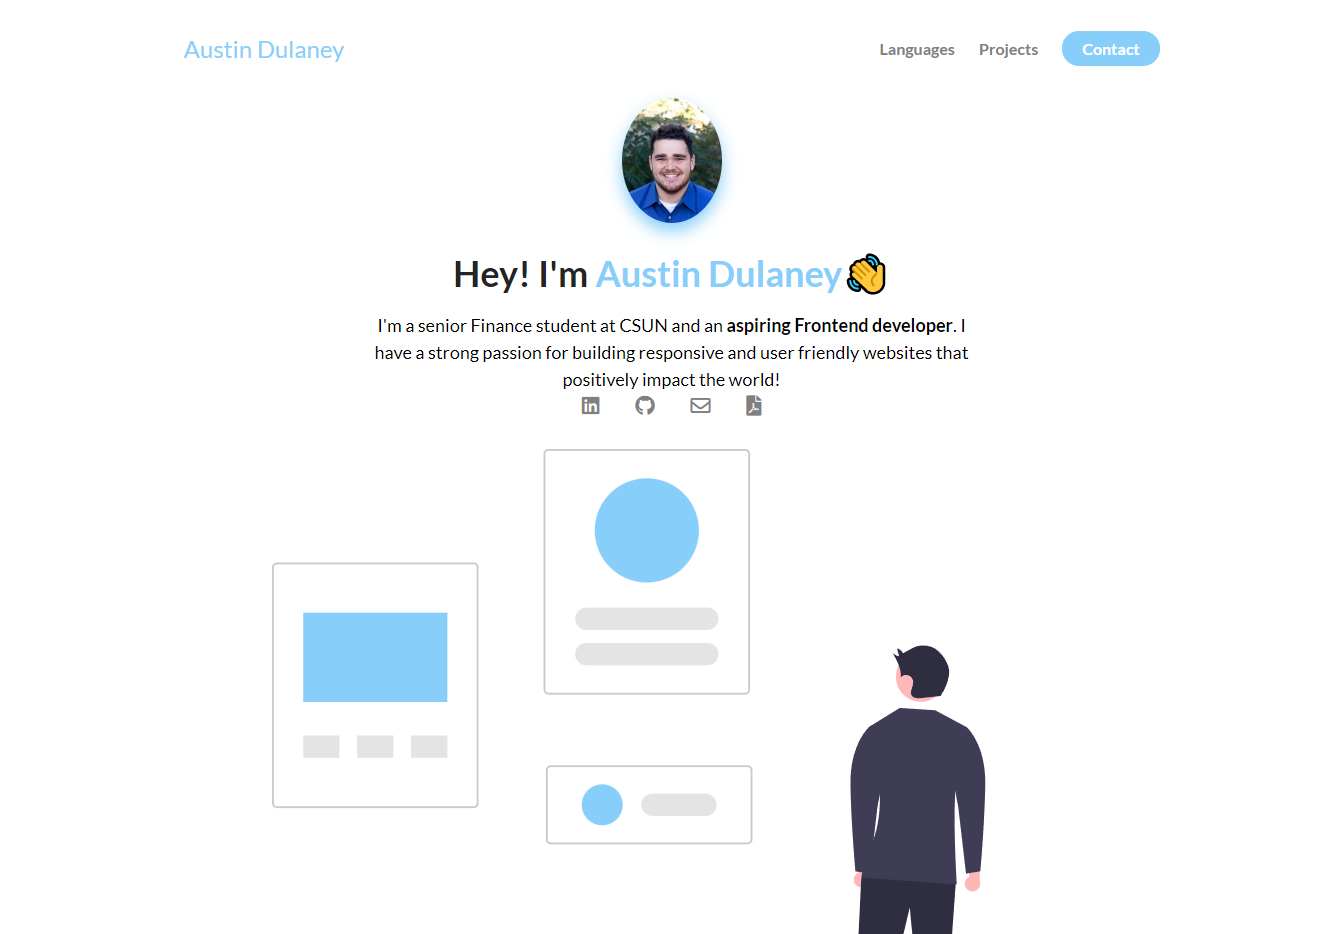 Austin Dulaney
Languages Projects Contact
Hey! I'm Austin Dulaney 👋
I'm a senior Finance student at CSUN and an aspiring Frontend developer. I
have a strong passion for building responsive and user friendly websites that
positively impact the world!